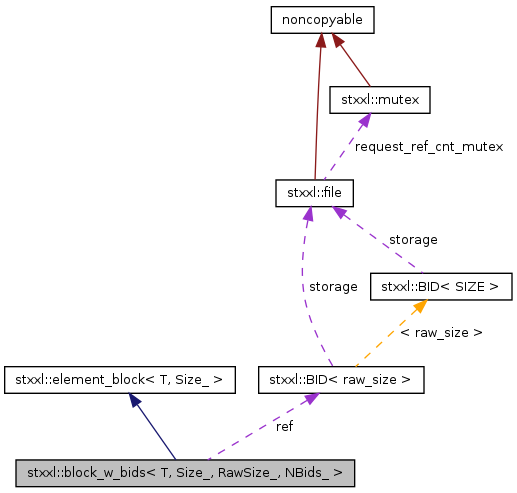 noncopyable
stxxl::mutex
request_ref_cnt_mutex
stxxl::file
storage
stxxl::BID< SIZE >
storage
< raw_size >
stxxl::element_block< T, Size_ >
stxxl::BID< raw_size >
ref
stxxl::block_w_bids< T, Size_, RawSize_, NBids_ >